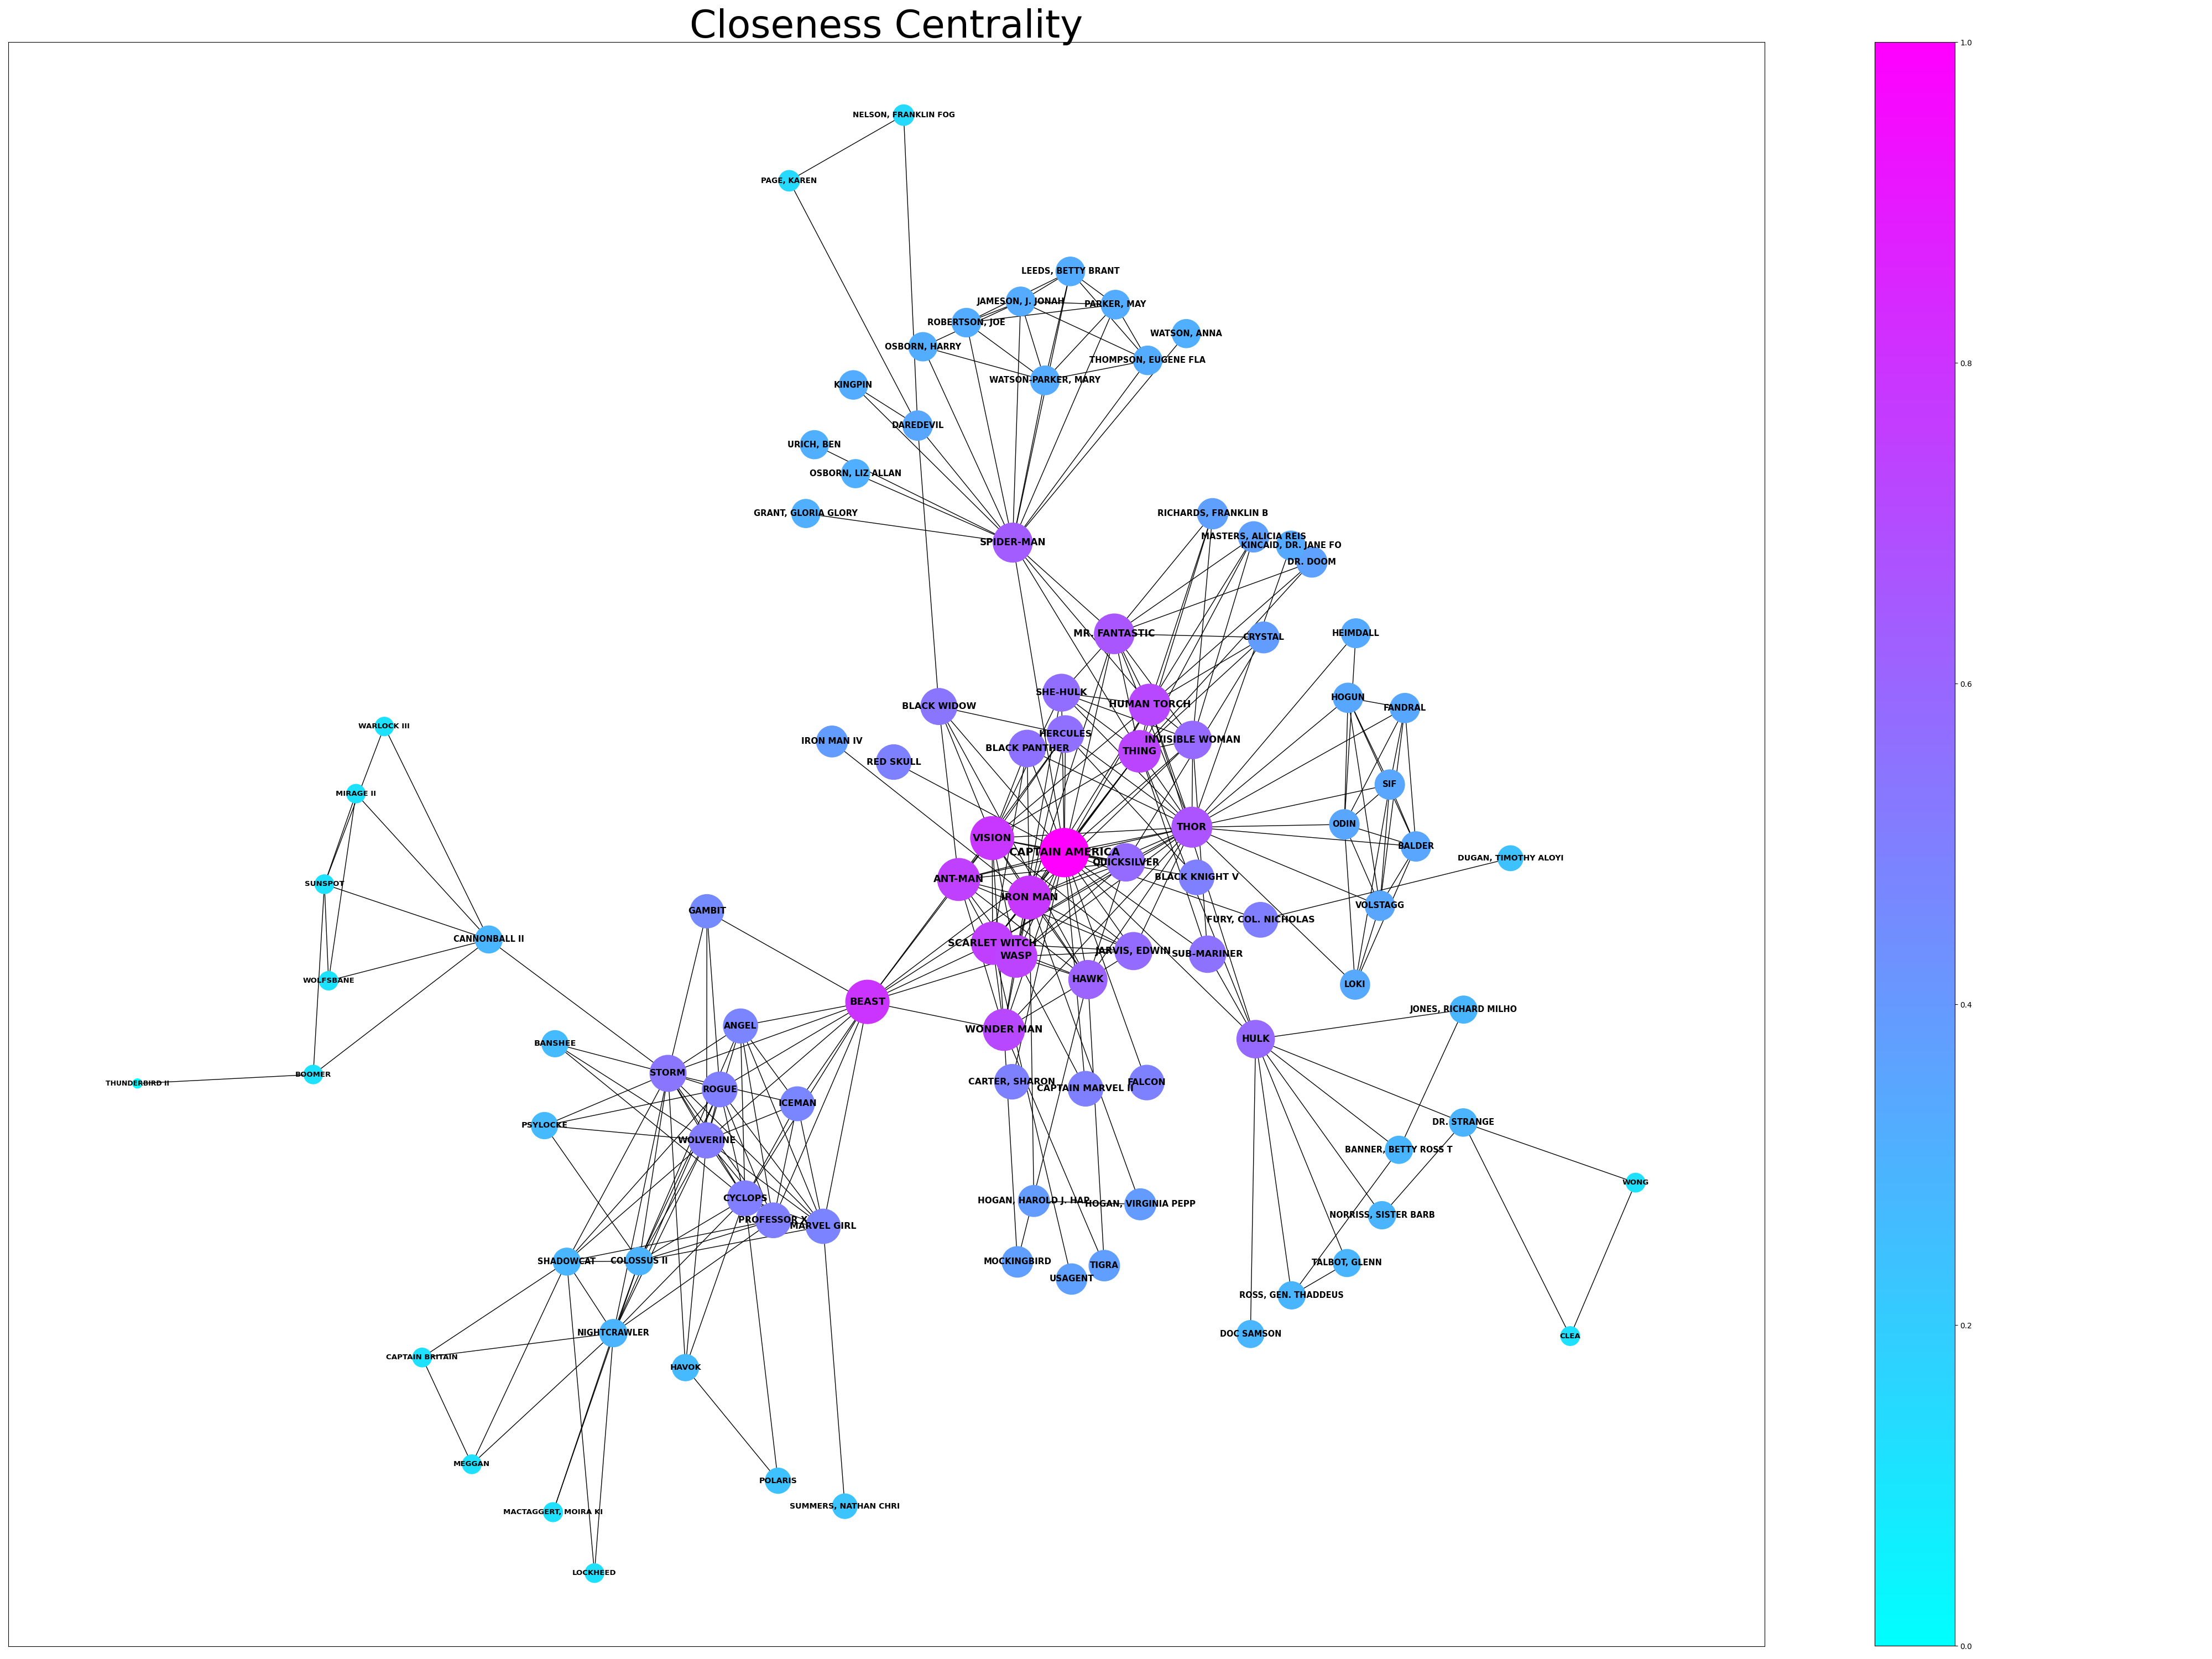 Closeness Centrality
NELSON, FRANKLIN FOG
PAGE, KAREN
LEEDS, BETTY BRANT
JAMESON, J. JONAH
PARKER, MAY
ROBERTSON, JOE
WATSON, ANNA
OSBORN, HARRY
THOMPSON, EUGENE FLA
WATSON-PARKER, MARY
KINGPIN
DAREDEVIL
URICH, BEN
OSBORN, LIZ ALLAN
GRANT, GLORIA GLORY
RICHARDS, FRANKLIN B
SPIDER-MAN
MASTERS, ALICIA REIS
KINCAID, DR. JANE FO
DR. DOOM
MR. FANTASTIC
CRYSTAL
HEIMDALL
SHE-HULK
HOGUN
HUMAN TORCH
BLACK WIDOW
FANDRAL
WARLOCK III
HERCULES
IRON MAN IV
INVISIBLE WOMAN
BLACK PANTHER
THING
RED SKULL
SIF
MIRAGE II
ODIN
THOR
VISION
BALDER
CAPTAIN AMERICA
DUGAN, TIMOTHY ALOYI
QUICKSILVER
BLACK KNIGHT V
ANT-MAN
SUNSPOT
IRON MAN
VOLSTAGG
GAMBIT
FURY, COL. NICHOLAS
CANNONBALL II
SCARLET WITCH
JARVIS, EDWIN
SUB-MARINER
WASP
WOLFSBANE
HAWK
LOKI
BEAST
JONES, RICHARD MILHO
ANGEL
WONDER MAN
HULK
BANSHEE
STORM
BOOMER
THUNDERBIRD II
CARTER, SHARON
FALCON
CAPTAIN MARVEL II
ROGUE
ICEMAN
DR. STRANGE
PSYLOCKE
WOLVERINE
BANNER, BETTY ROSS T
WONG
CYCLOPS
HOGAN, HAROLD J. HAP
HOGAN, VIRGINIA PEPP
NORRISS, SISTER BARB
PROFESSOR X
MARVEL GIRL
SHADOWCAT
COLOSSUS II
MOCKINGBIRD
TIGRA
TALBOT, GLENN
USAGENT
ROSS, GEN. THADDEUS
NIGHTCRAWLER
DOC SAMSON
CLEA
CAPTAIN BRITAIN
HAVOK
MEGGAN
POLARIS
SUMMERS, NATHAN CHRI
MACTAGGERT, MOIRA KI
LOCKHEED
1.0
0.8
0.6
0.4
0.2
0.0